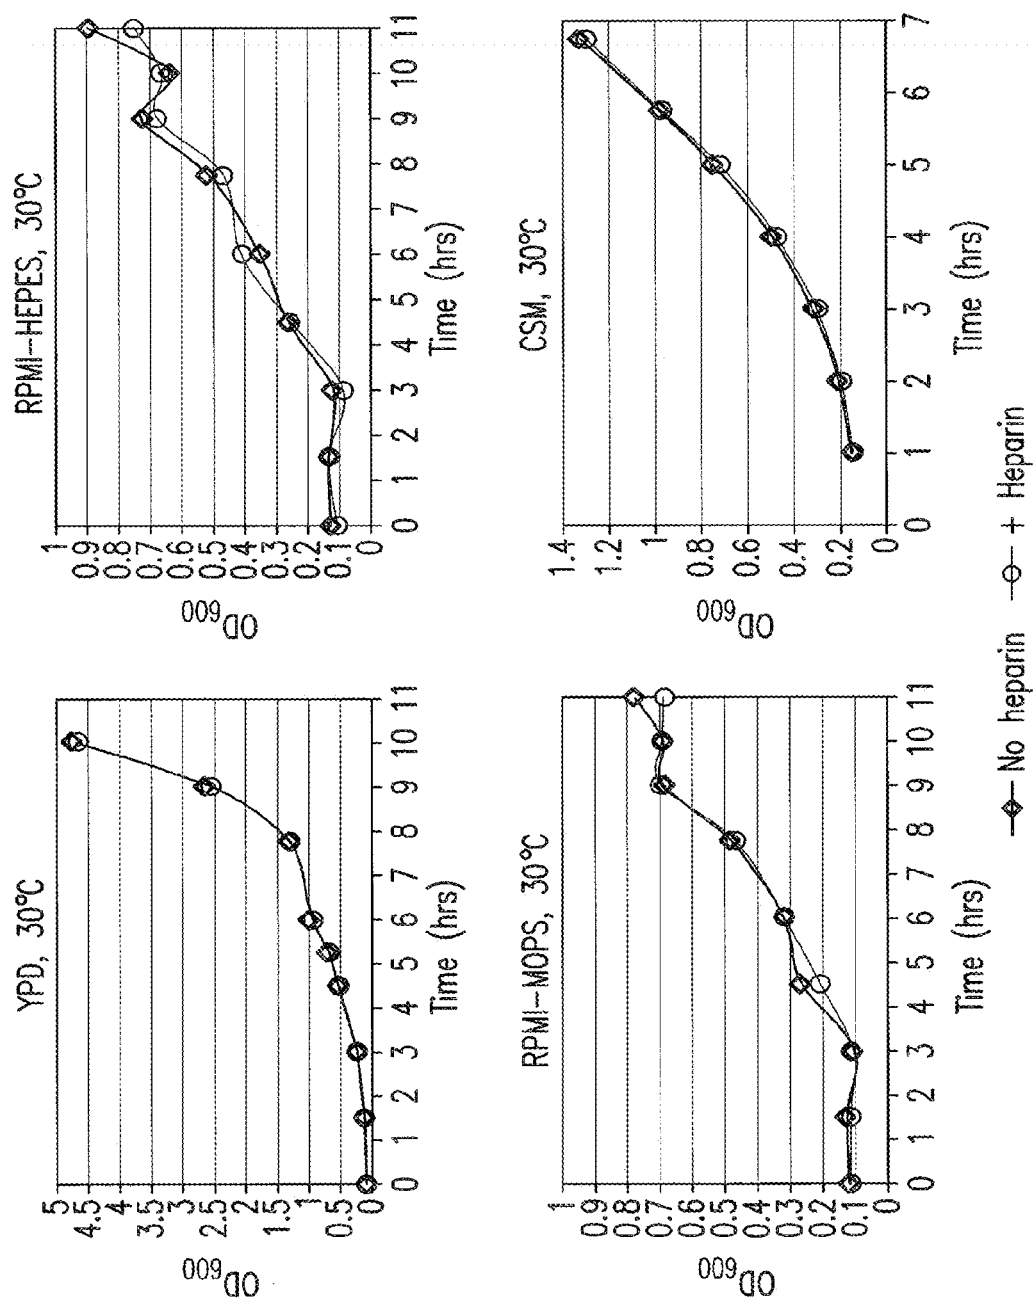 YPD, 30°C
5
4.5
4
3.5
3
2.5
2
1.5
1
0.5
0
OD600
0 1 2 3 4 5 6 7 8 9 10 11
Time (hrs)
RPMI-HEPES, 30°C
1
0.9
0.8
0.7
0.6
0.5
0.4
0.3
0.2
0.1
0
OD600
0 1 2 3 4 5 6 7 8 9 10 11
Time (hrs)
RPMI-MOPS, 30°C
0.9
0.8
0.7
0.6
0.5
0.4
0.3
0.2
0.1
OD600
0 1 2 3 4 5 6 7 8 9 10 11
Time (hrs)
CSM, 30°C
1.4
1.2
1
0.8
0.6
0.4
0.2
0
OD600
0 1 2 3 4 5 6 7
Time (hrs)
No heparin + Heparin